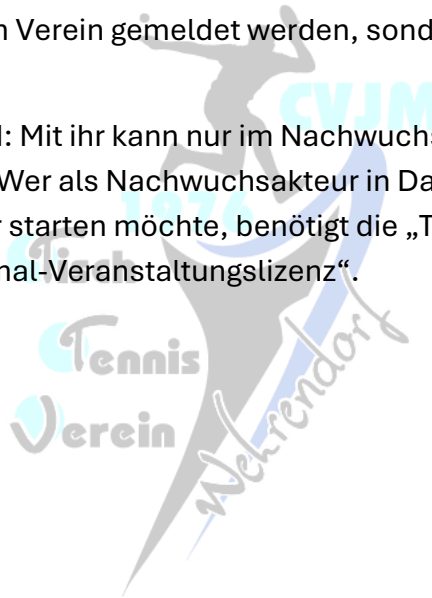 n Verein gemeldet werden, sond
CVJM
l: Mit ihr kann nur im Nachwuchs
Wer als Nachwuchsakteur in Da
1976
r starten möchte, benötigt die „T
Tisch
nal-Veranstaltungslizenz“.
Tennis
Verein
Wehrendorf